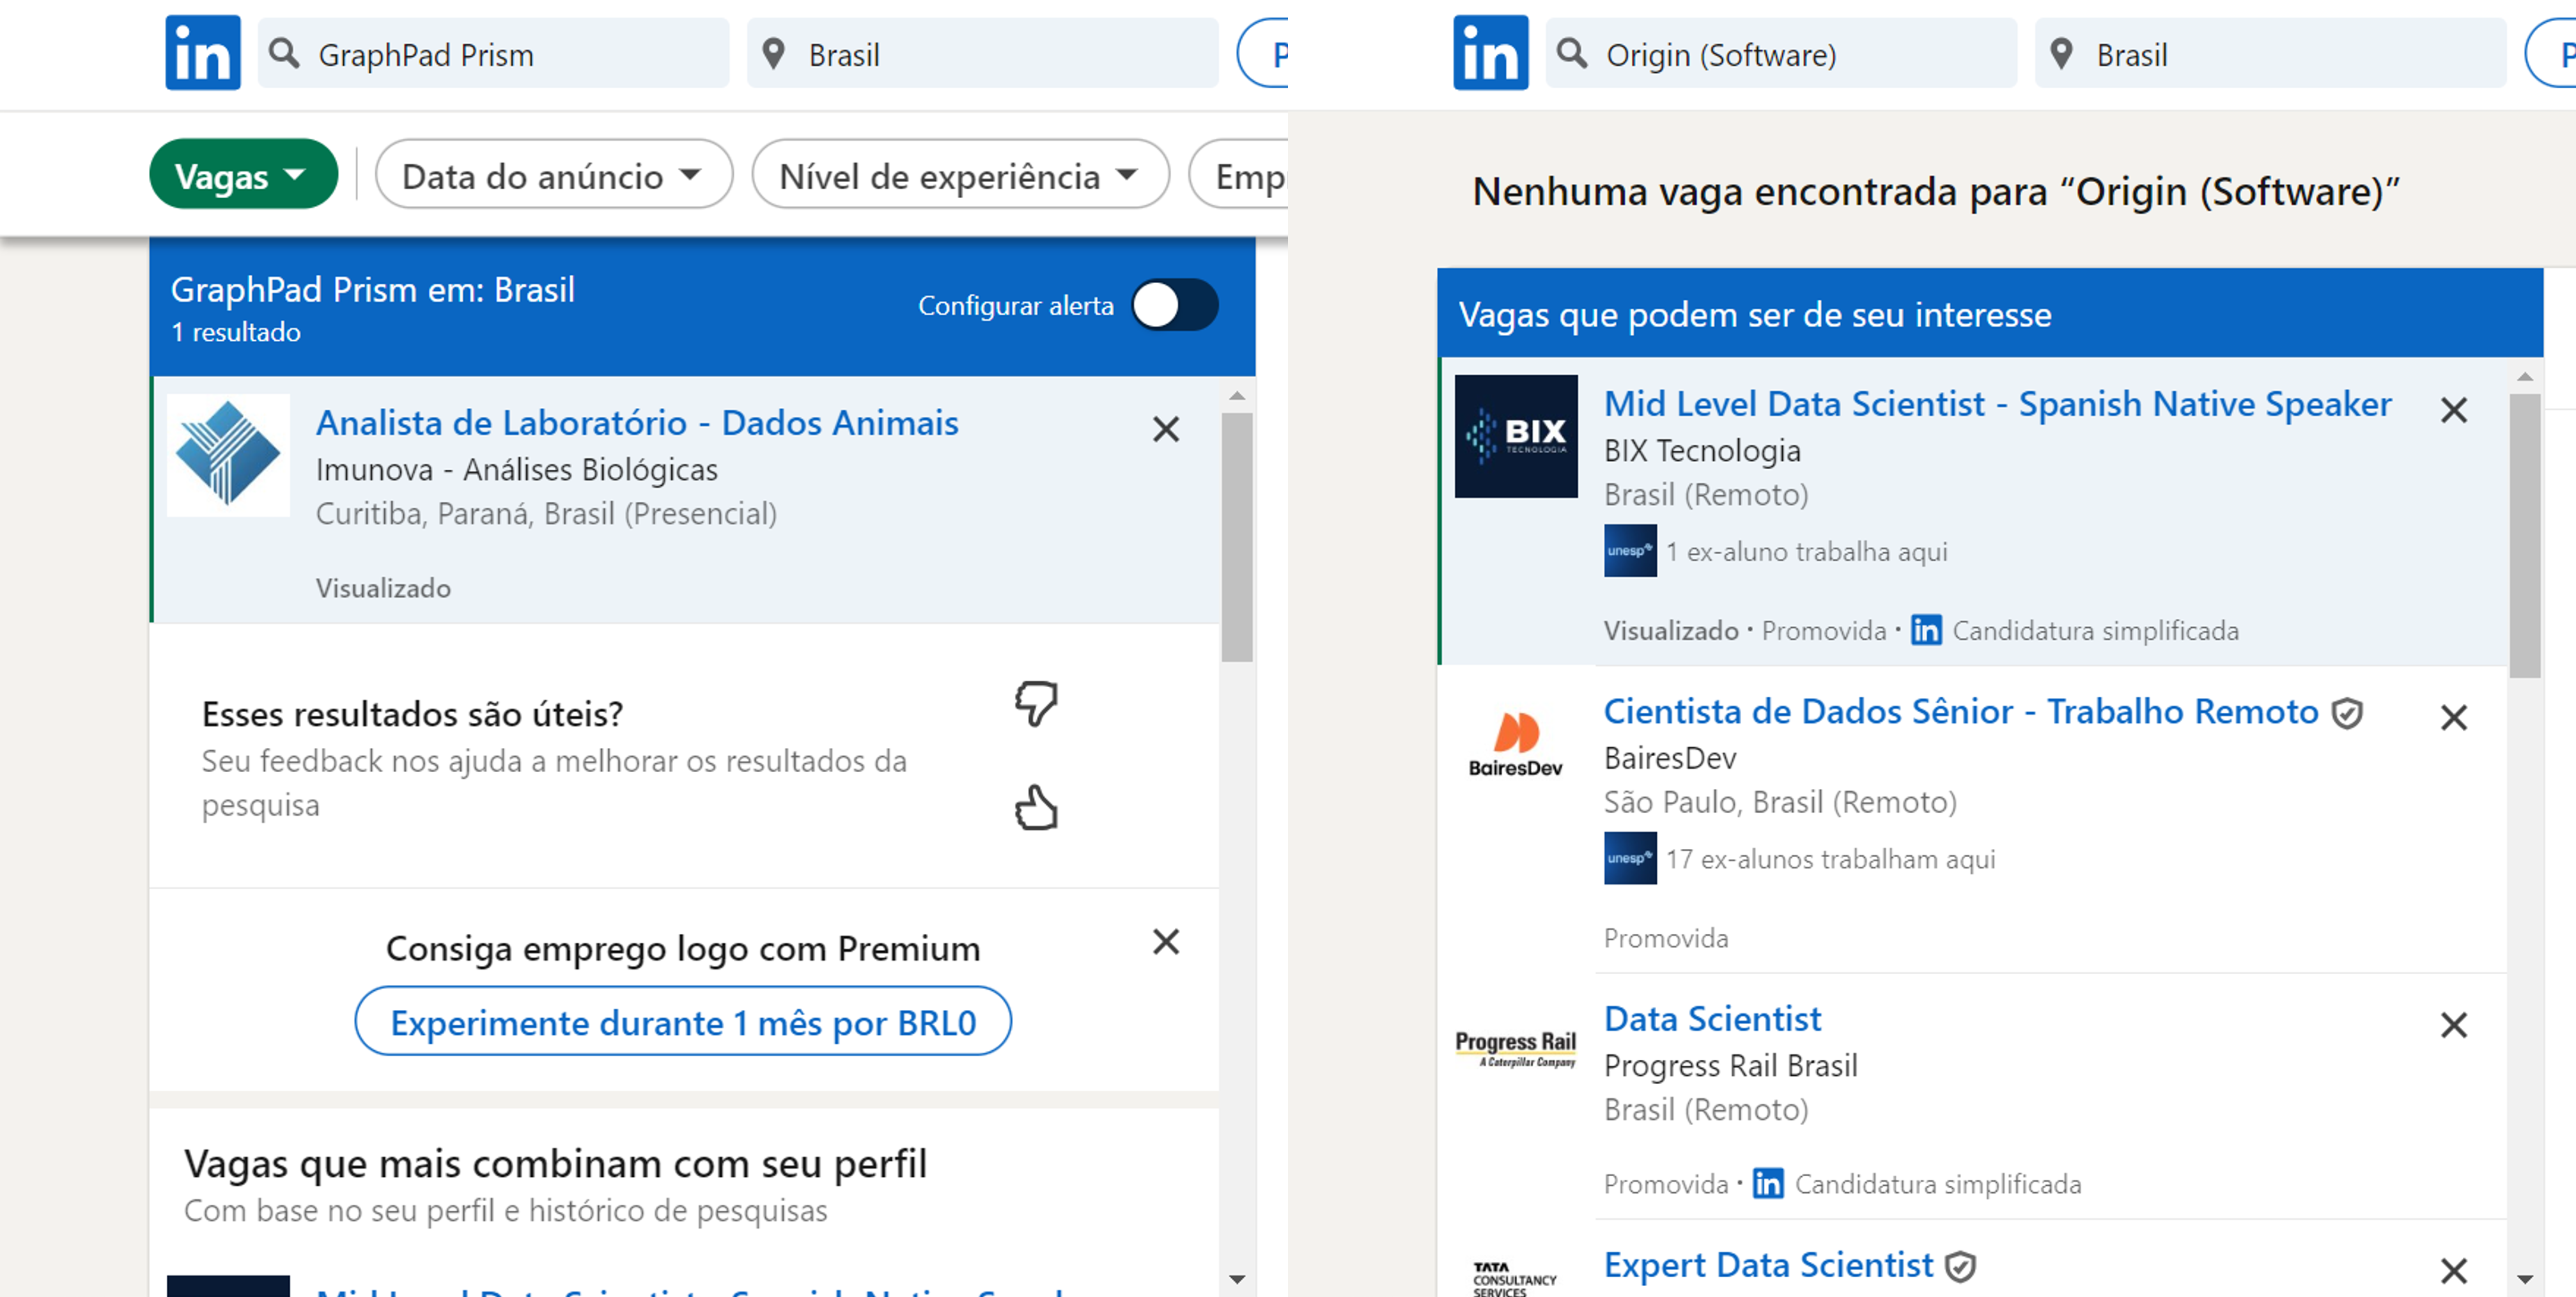 in GraphPad Prism Brasil P
Vagas Data do anúncio Nível de experiência Emp
GraphPad Prism em: Brasil
1 resultado
Configurar alerta
Analista de Laboratório - Dados Animais
Imunova - Análises Biológicas
Curitiba, Paraná, Brasil (Presencial)
Visualizado
Esses resultados são úteis?
Seu feedback nos ajuda a melhorar os resultados da
pesquisa
Consiga emprego logo com Premium
Experimente durante 1 mês por BRL0
Vagas que mais combinam com seu perfil
Com base no seu perfil e histórico de pesquisas
in Origin (Software) Brasil P
Nenhuma vaga encontrada para “Origin (Software)”
Vagas que podem ser de seu interesse
BIX
TECNOLOGIA
Mid Level Data Scientist - Spanish Native Speaker
BIX Tecnologia
Brasil (Remoto)
unesp 1 ex-aluno trabalha aqui
Visualizado • Promovida • in Candidatura simplificada
BairesDev
Cientista de Dados Sênior - Trabalho Remoto
BairesDev
São Paulo, Brasil (Remoto)
unesp 17 ex-alunos trabalham aqui
Promovida
Progress Rail
A Caterpillar Company
Data Scientist
Progress Rail Brasil
Brasil (Remoto)
Promovida • in Candidatura simplificada
TATA
CONSULTANCY
SERVICES
Expert Data Scientist